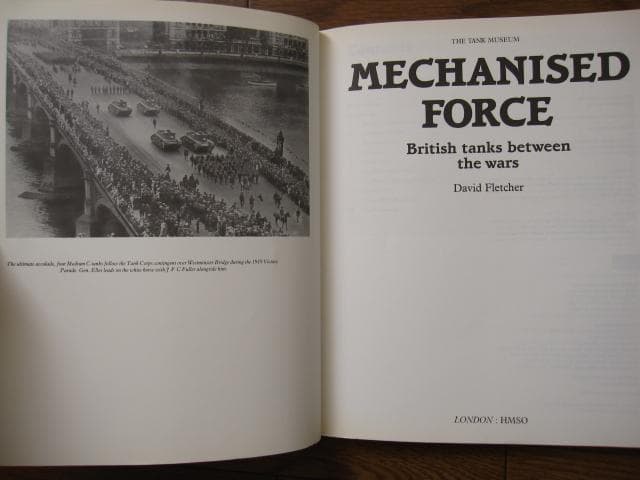 The ultimate accolade, four Medium C tanks follow the Tank Corps contingent over Westminster Bridge during the 1919 Victory
Parade. Gen. Elles leads on the white horse with J F C Fuller alongside him.
THE TANK MUSEUM
MECHANISED
FORCE
British tanks between
the wars
David Fletcher
LONDON : HMSO